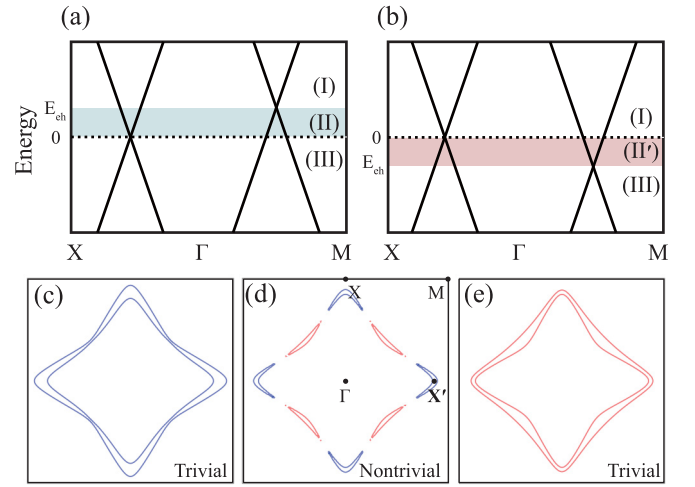 (a)
(b)
Energy
E_eh
0
(I)
(II)
(III)
X
Γ
M
0
E_eh
(I)
(II′)
(III)
X
Γ
M
(c)
Trivial
(d)
X
M
Γ
X′
Nontrivial
(e)
Trivial